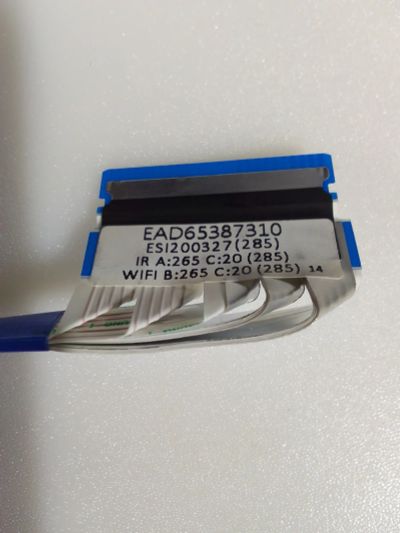 EAD65387310
ESI200327(285)
IR A:265 C:20 (285)
WIFI B:265 C:20 (285) 14